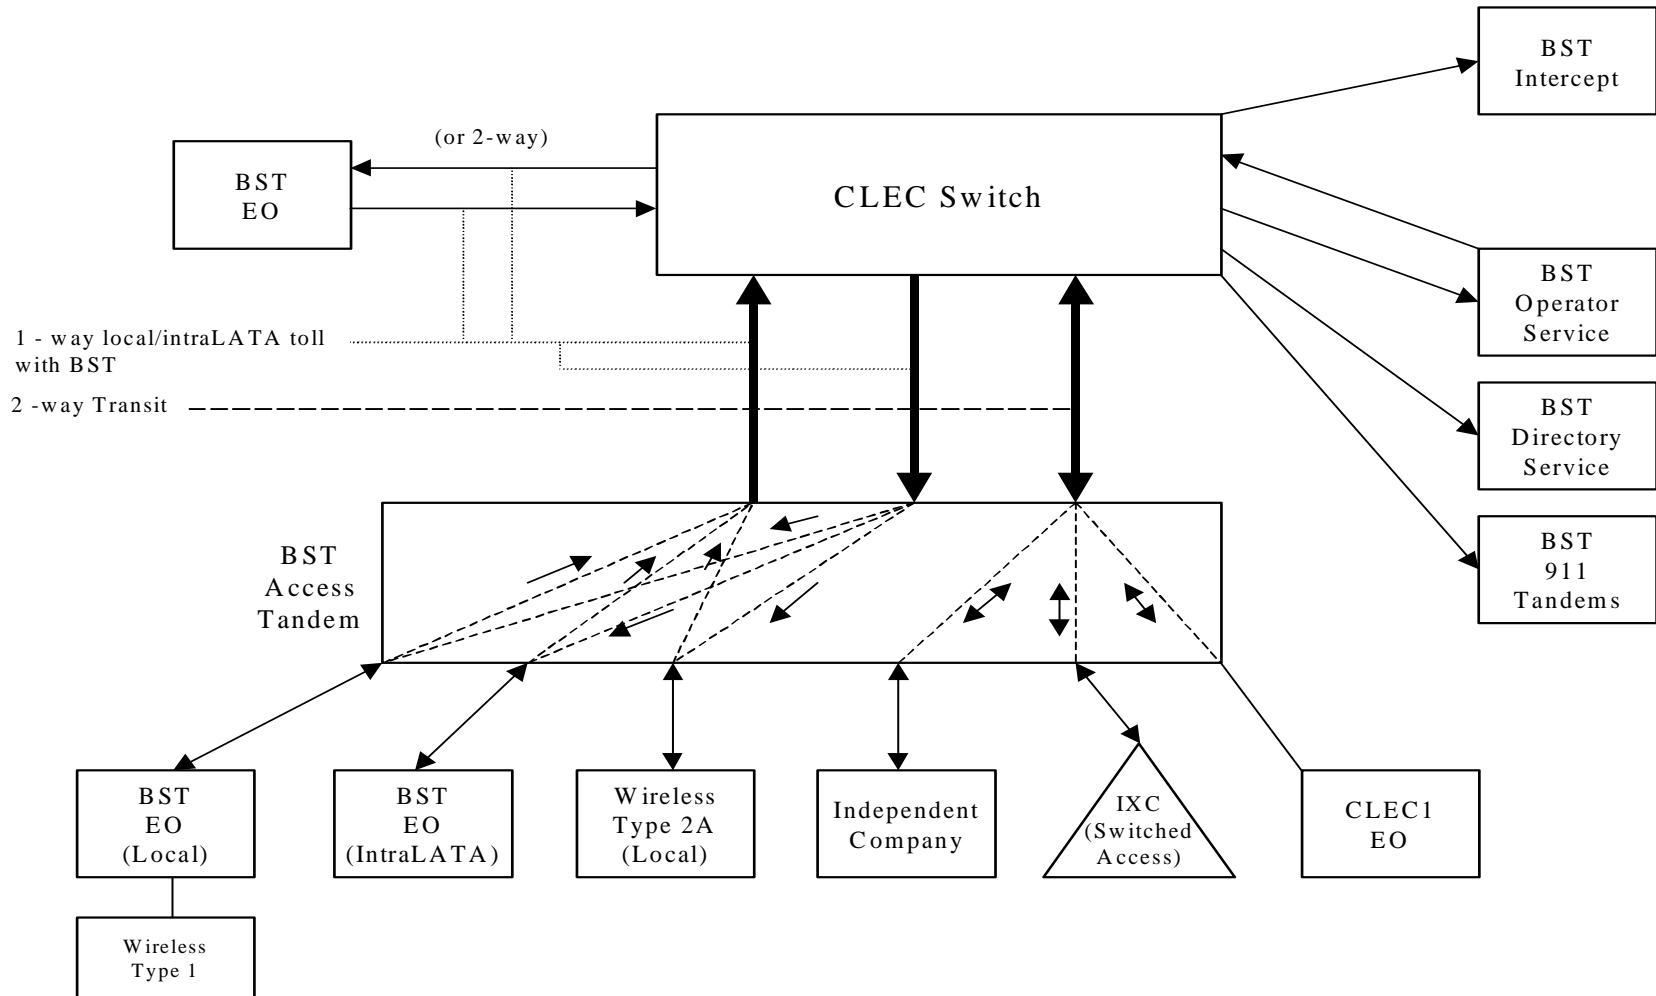 BST
Intercept
(or 2-way)
BST
EO
CLEC Switch
BST
Operator
Service
1 - way local/intraLATA toll
with BST
2 -way Transit
BST
Directory
Service
BST
911
Tandems
BST
Access
Tandem
BST
EO
(Local)
BST
EO
(IntraLATA)
Wireless
Type 2A
(Local)
Independent
Company
IXC
(Switched
Access)
CLEC1
EO
Wireless
Type 1